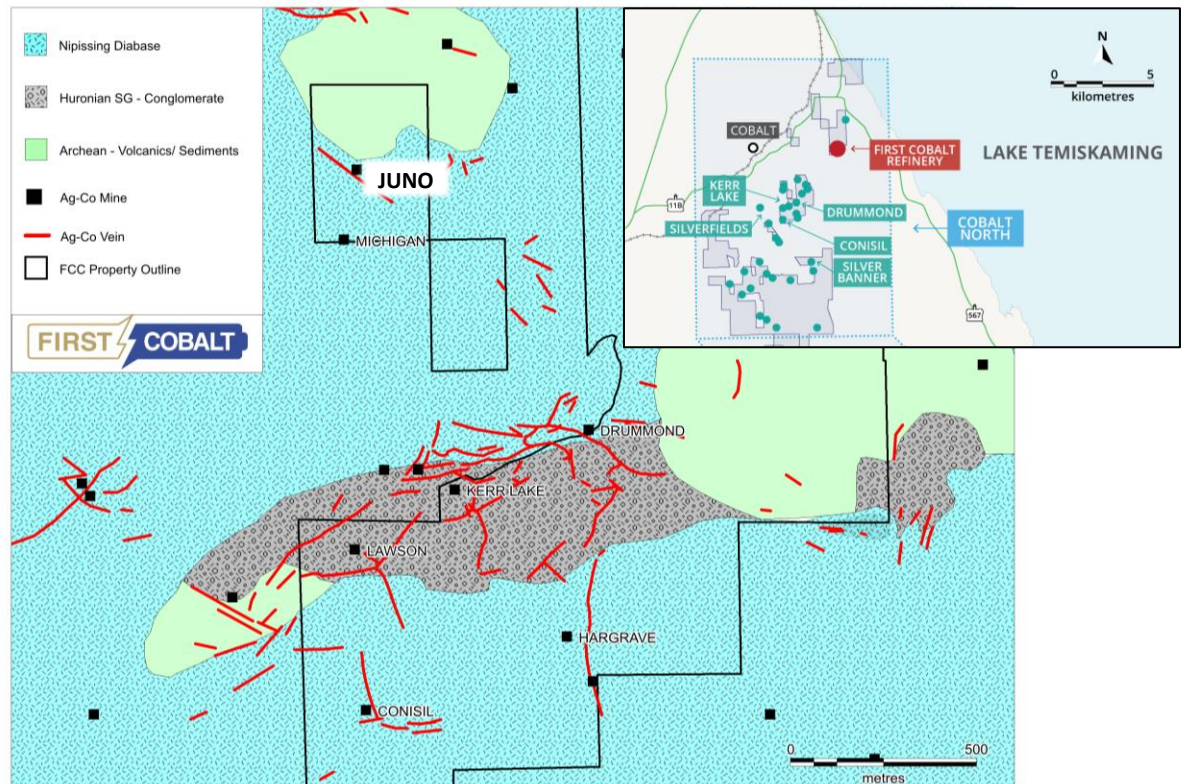 Nipissing Diabase
Huronian SG - Conglomerate
Archean - Volcanics/ Sediments
Ag-Co Mine
Ag-Co Vein
FCC Property Outline
FIRST COBALT
JUNO
MICHIGAN
DRUMMOND
KERR LAKE
LAWSON
HARGRAVE
CONISIL
0 500
metres
N
0 5
kilometres
COBALT
FIRST COBALT
REFINERY
LAKE TEMISKAMING
11B
KERR
LAKE
DRUMMOND
SILVERFIELDS
CONISIL
COBALT
NORTH
SILVER
BANNER
567